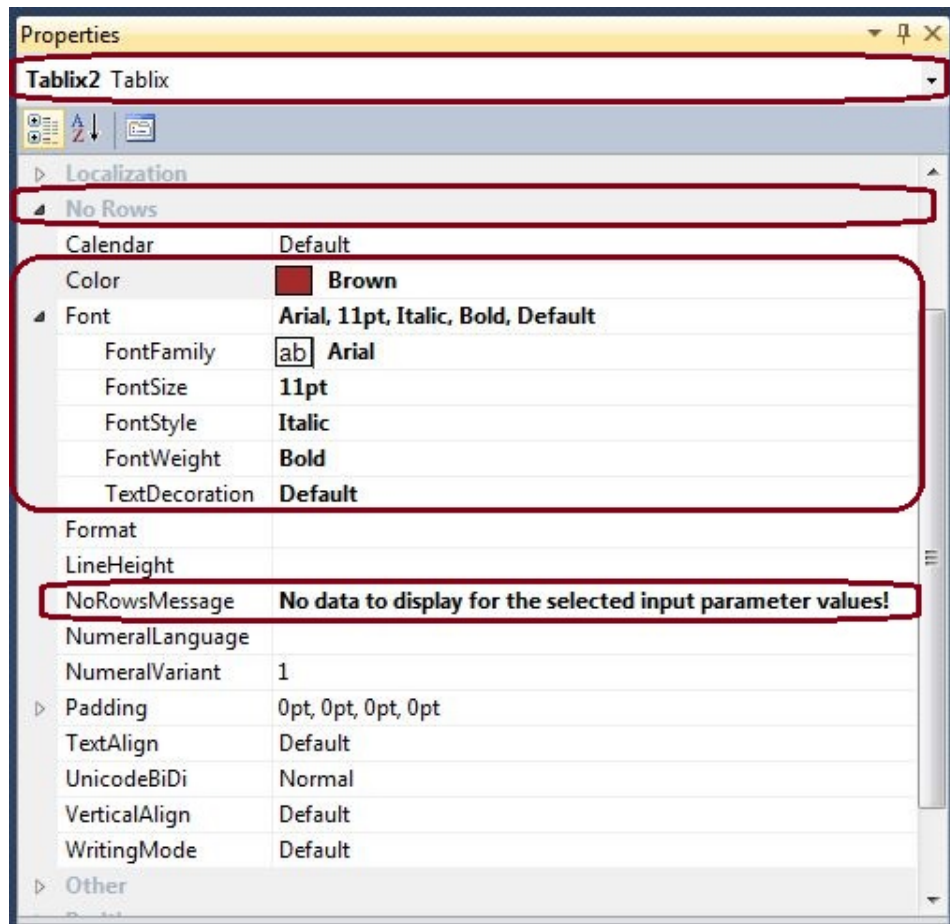 Properties
Tablix2 Tablix
Localization
No Rows
Calendar Default
Color Brown
Font Arial, 11pt, Italic, Bold, Default
FontFamily ab Arial
FontSize 11pt
FontStyle Italic
FontWeight Bold
TextDecoration Default
Format
LineHeight
NoRowsMessage No data to display for the selected input parameter values!
NumeralLanguage
NumeralVariant 1
Padding 0pt, 0pt, 0pt, 0pt
TextAlign Default
UnicodeBiDi Normal
VerticalAlign Default
WritingMode Default
Other